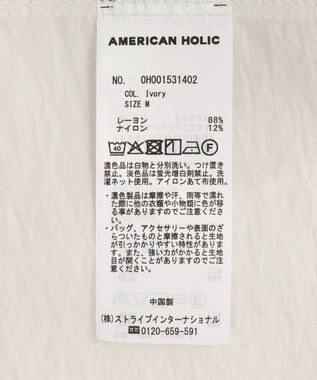 AMERICAN HOLIC
NO. 0H001531402
COL. Ivory
SIZE M
レーヨン 88%
ナイロン 12%
40 F
濃色品は白物と分別洗い。つけ置き
禁止。淡色品は蛍光増白剤禁止。洗
濯ネット使用。アイロンあて布使用。
・濃色製品は摩擦や汗、雨等で濡れ
た際に他の衣類や小物類に色が移
る事がありますのでご注意くださ
い。
・バッグ、アクセサリーや表面のざ
らついたものと摩擦されると生地
が引っかかりやすい特性がありま
す。また、強い力がかかると生地の
目が開くことがありますのでご注意
ください。
中国製
(株)ストライプインターナショナル
0120-659-591